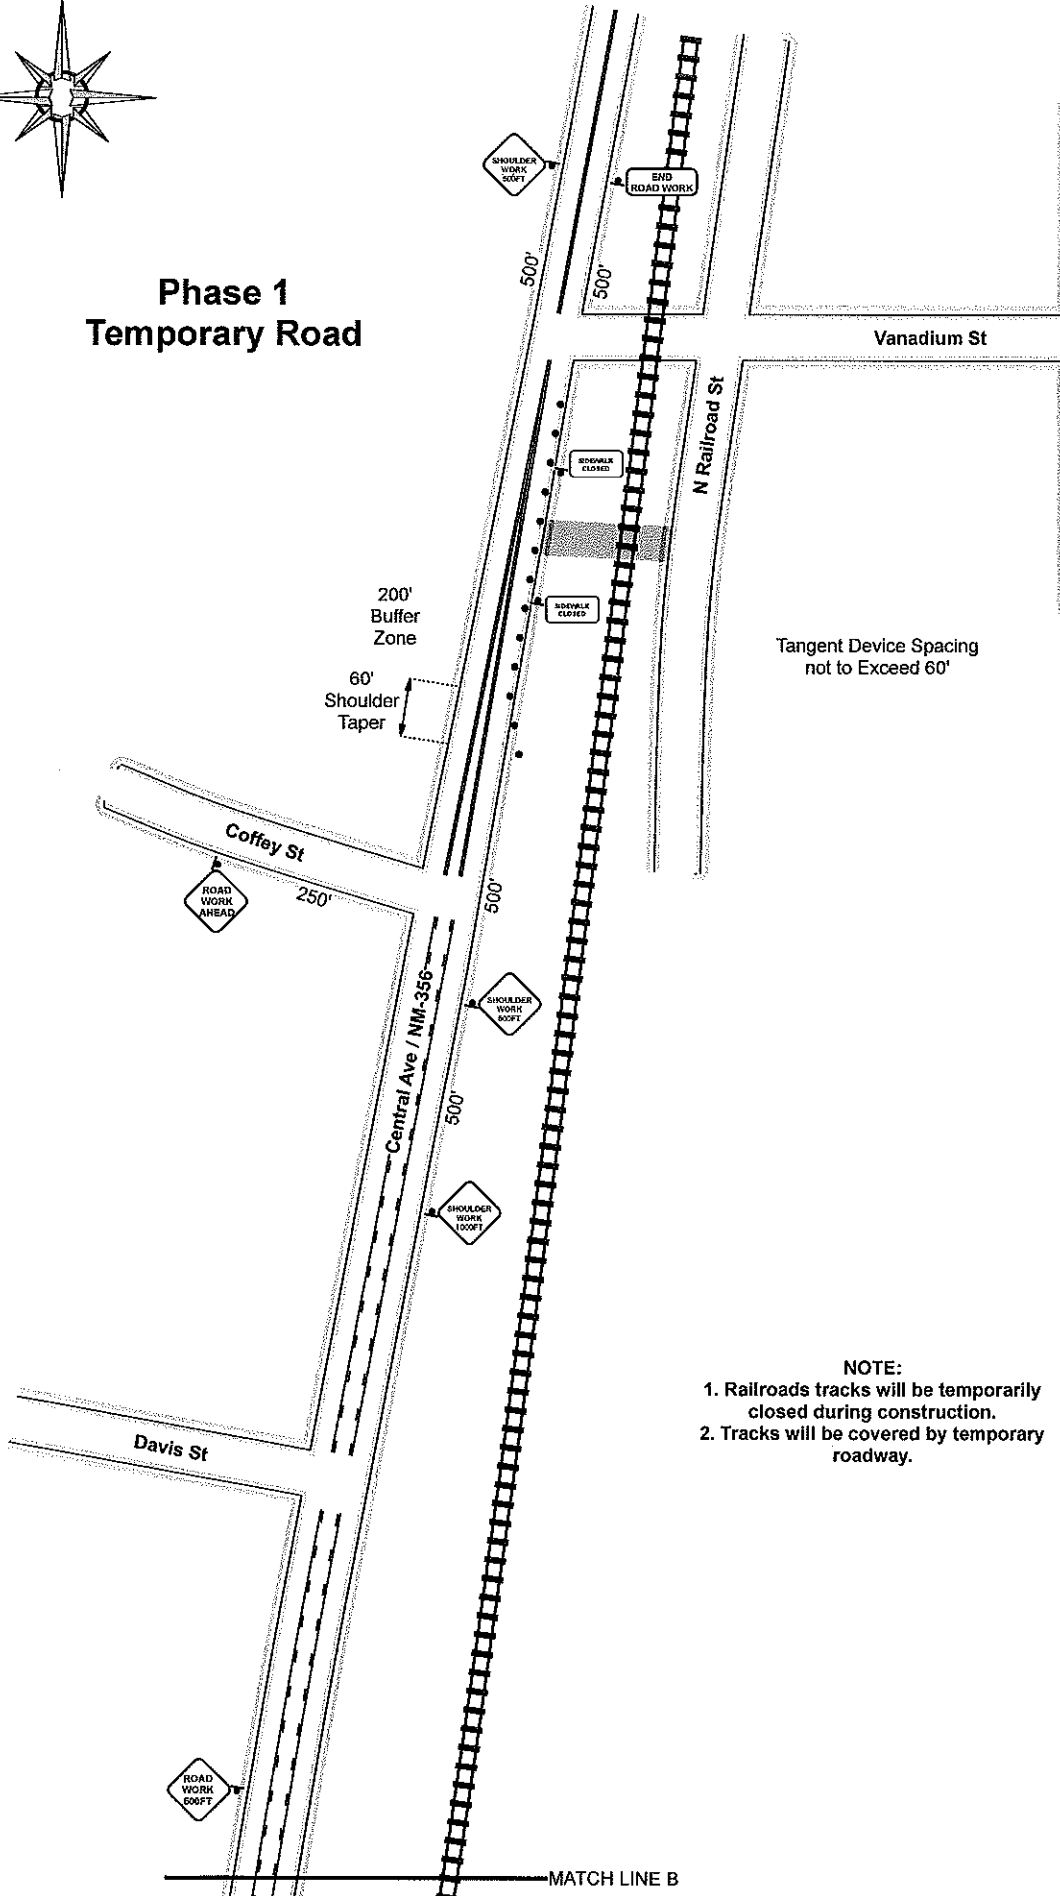 SHOULDER
WORK
500FT
END
ROAD WORK
500'
500'
Phase 1
Temporary Road
Vanadium St
N Railroad St
SIDEWALK
CLOSED
200'
Buffer
Zone
SIDEWALK
CLOSED
Tangent Device Spacing
not to Exceed 60'
60'
Shoulder
Taper
Coffey St
250'
ROAD
WORK
AHEAD
500'
SHOULDER
WORK
500FT
Central Ave / NM-356
500'
SHOULDER
WORK
1000FT
NOTE:
1. Railroads tracks will be temporarily
closed during construction.
2. Tracks will be covered by temporary
roadway.
Davis St
ROAD
WORK
500FT
MATCH LINE B